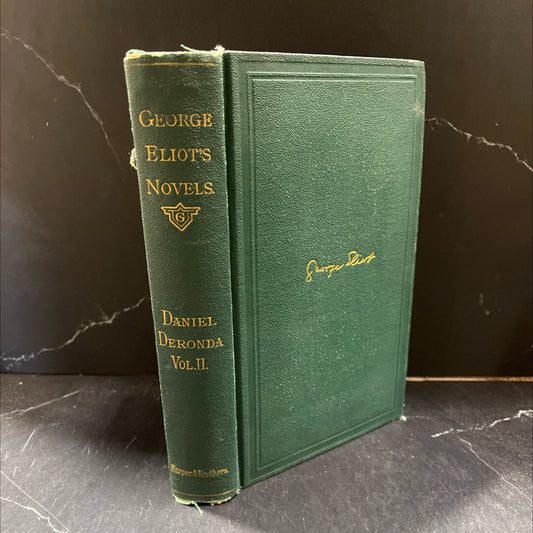 GEORGE
ELIOT'S
NOVELS.
G
DANIEL
DERONDA
VOL. II.
Harper & Brothers.
George Eliot